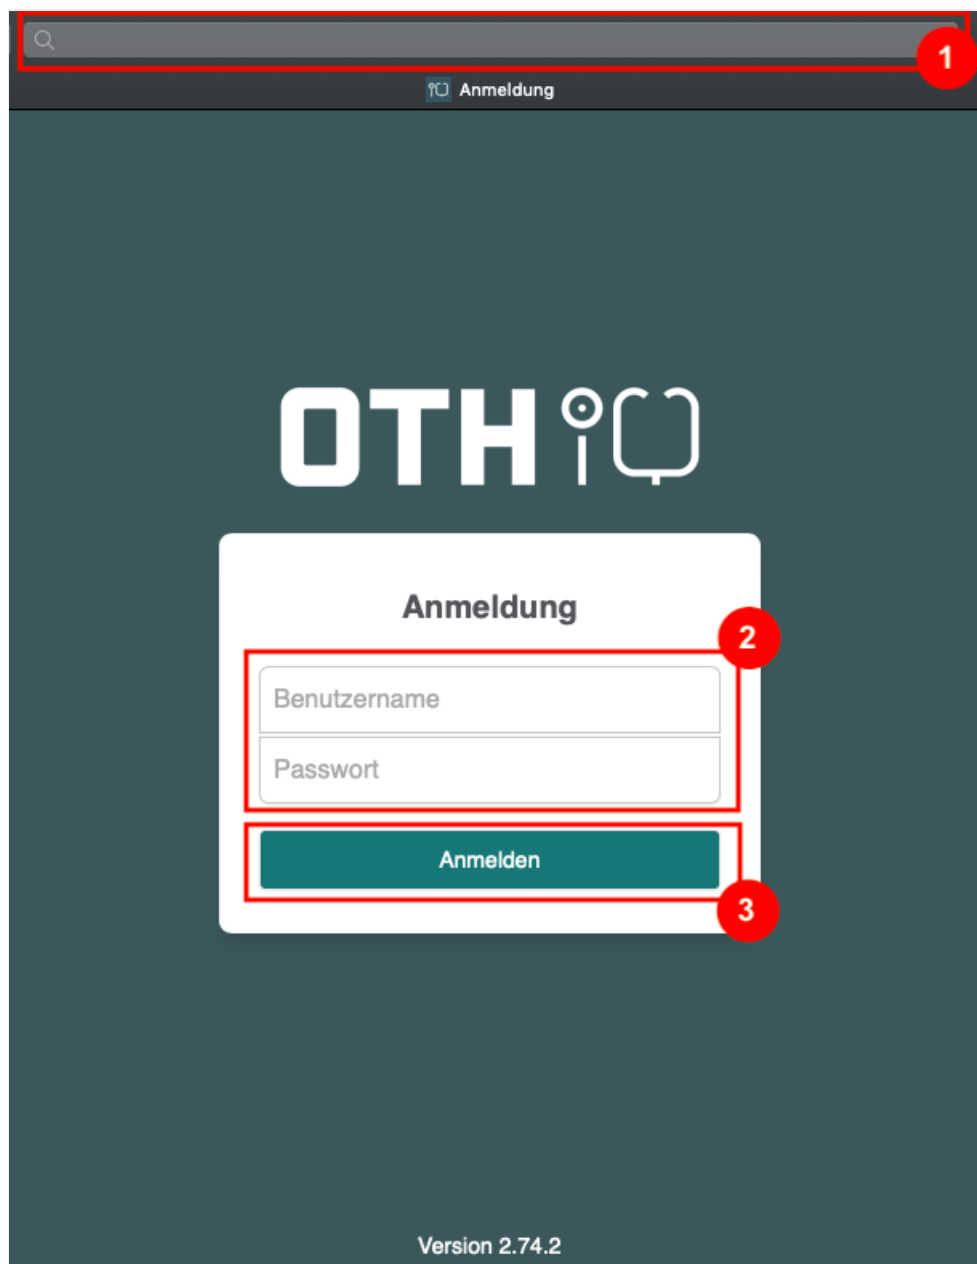 1
Anmeldung
OTH
Anmeldung
2
Benutzername
Passwort
Anmelden
3
Version 2.74.2